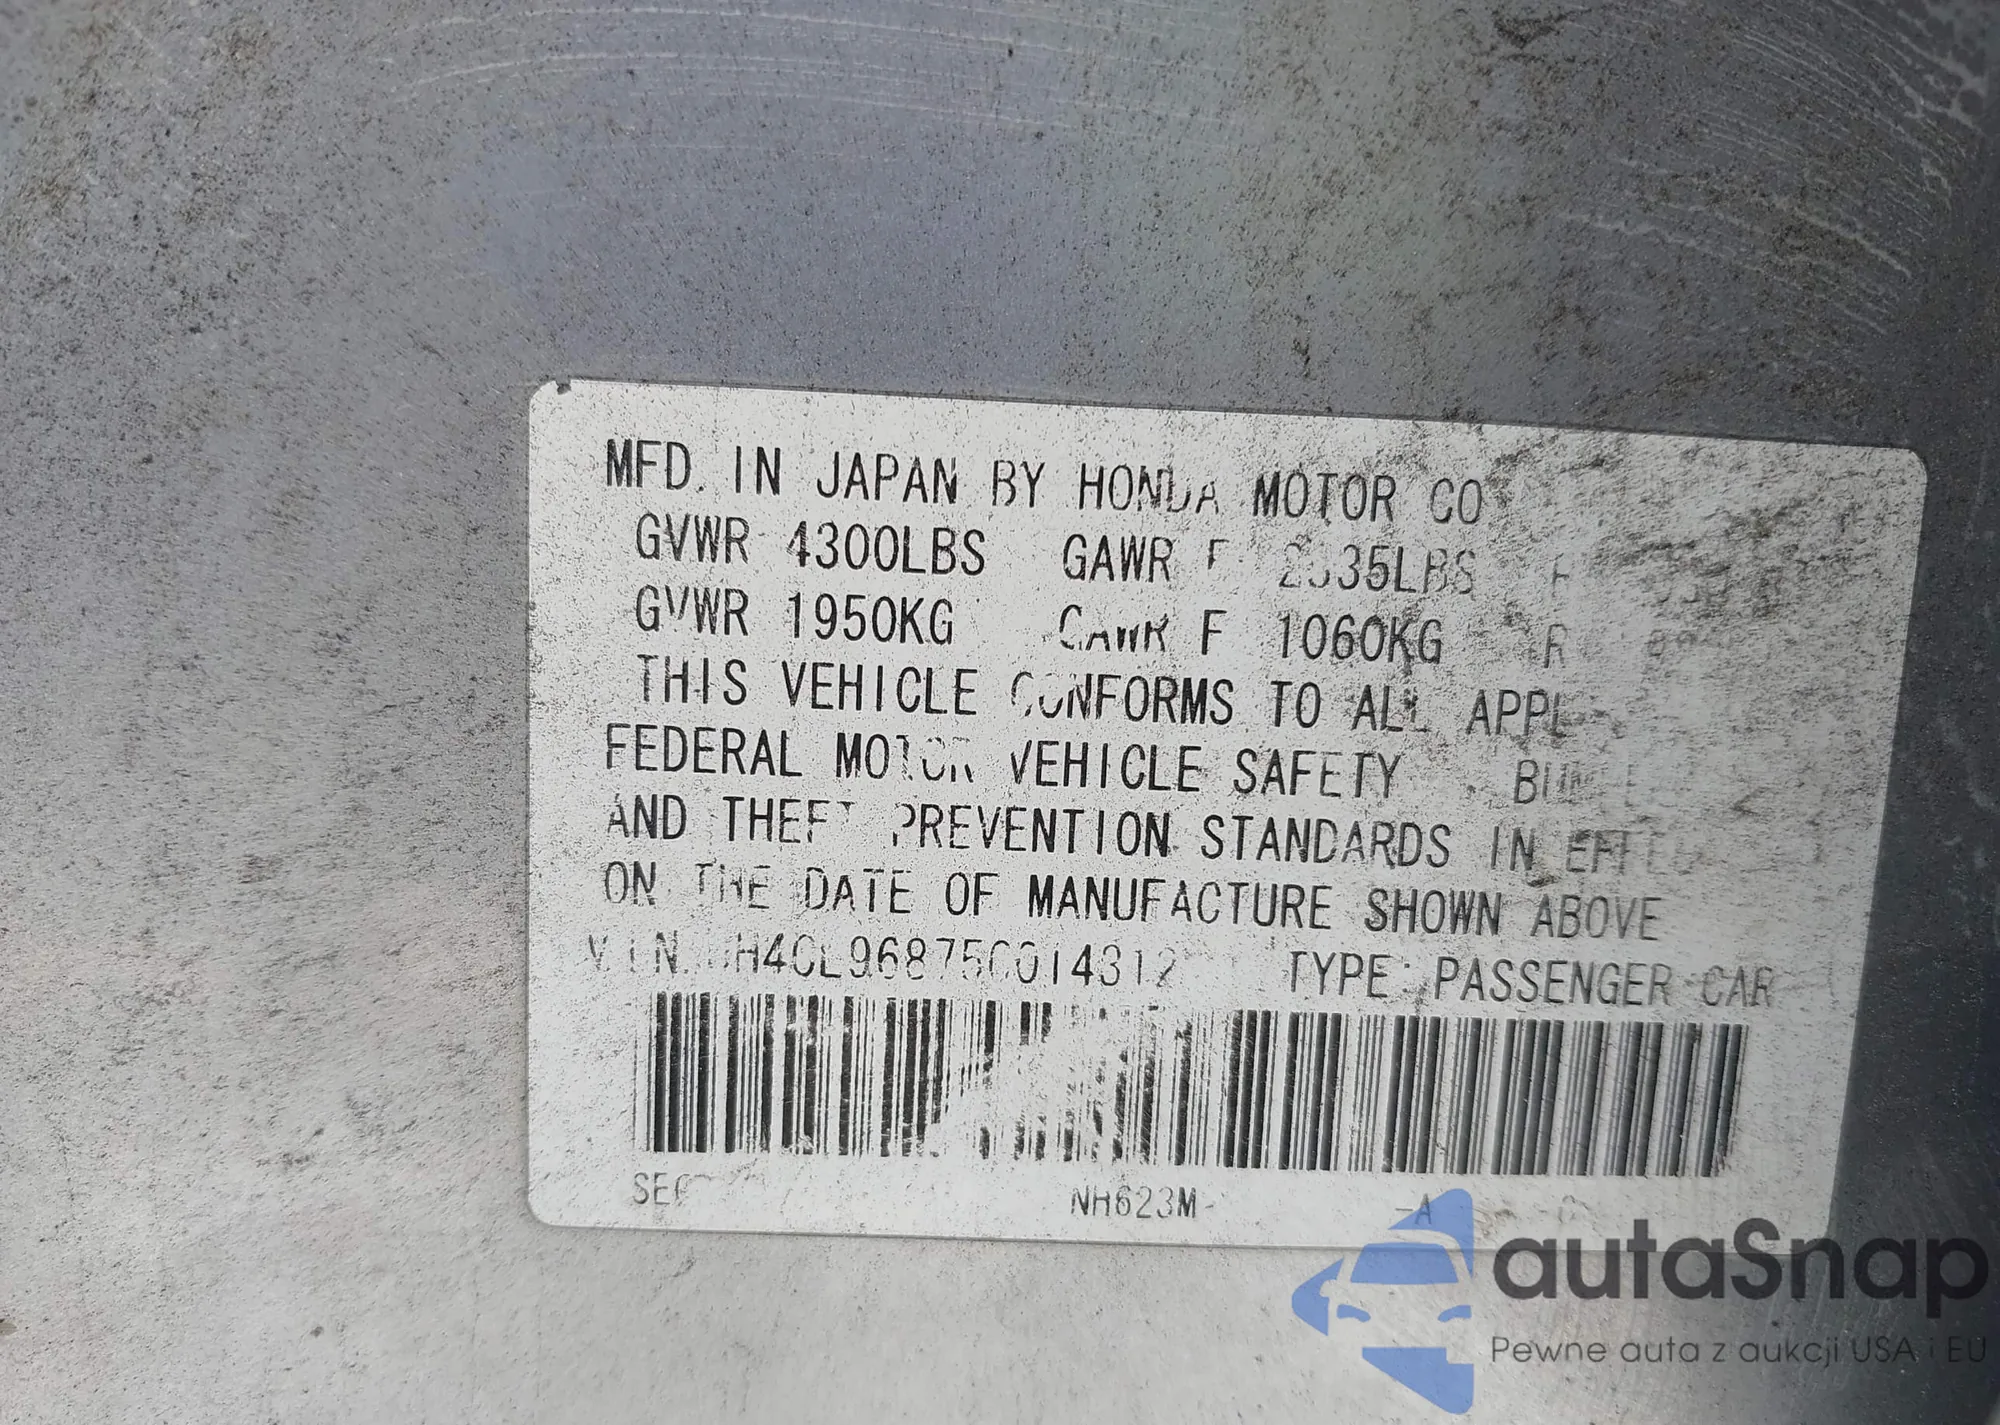 MFD. IN JAPAN BY HONDA MOTOR CO
GVWR 4300LBS GAWR F 2335LBS
GVWR 1950KG GAWR F 1060KG R
THIS VEHICLE CONFORMS TO ALL
FEDERAL MOTOR VEHICLE SAFETY
AND THEFT PREVENTION STANDARDS IN
ON THE DATE OF MANUFACTURE SHOWN ABOVE
V.I.N. TYPE: PASSENGER CAR
NH623M-
-A
autaSnap
Pewne auta z aukcji USA i EU